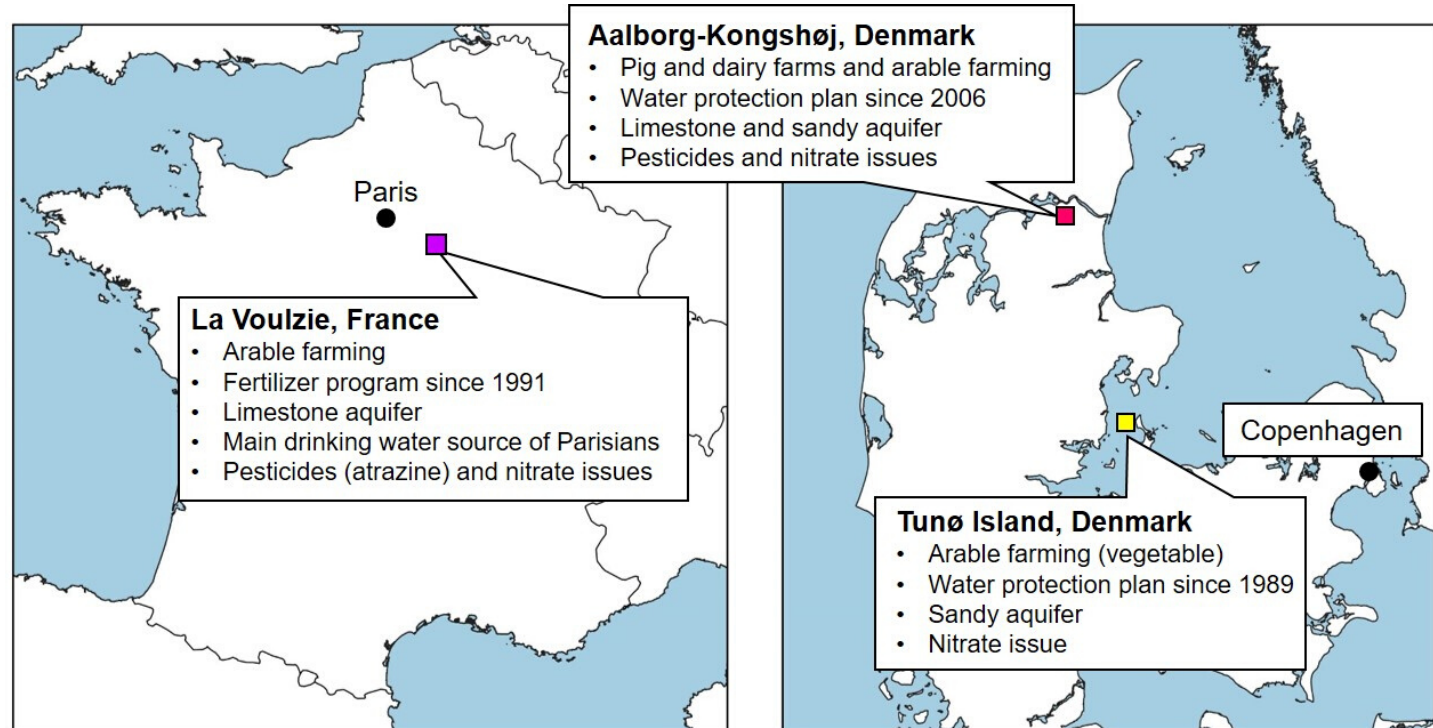 Aalborg-Kongshøj, Denmark
• Pig and dairy farms and arable farming
• Water protection plan since 2006
• Limestone and sandy aquifer
• Pesticides and nitrate issues
Paris
La Voulzie, France
• Arable farming
• Fertilizer program since 1991
• Limestone aquifer
• Main drinking water source of Parisians
• Pesticides (atrazine) and nitrate issues
Copenhagen
Tunø Island, Denmark
• Arable farming (vegetable)
• Water protection plan since 1989
• Sandy aquifer
• Nitrate issue